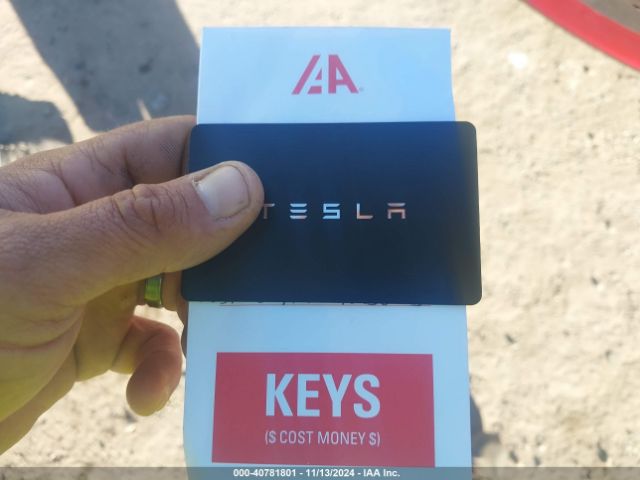 IAA
TESLA
KEYS
($ COST MONEY $)
000-40781801 - 11/13/2024 - IAA Inc.